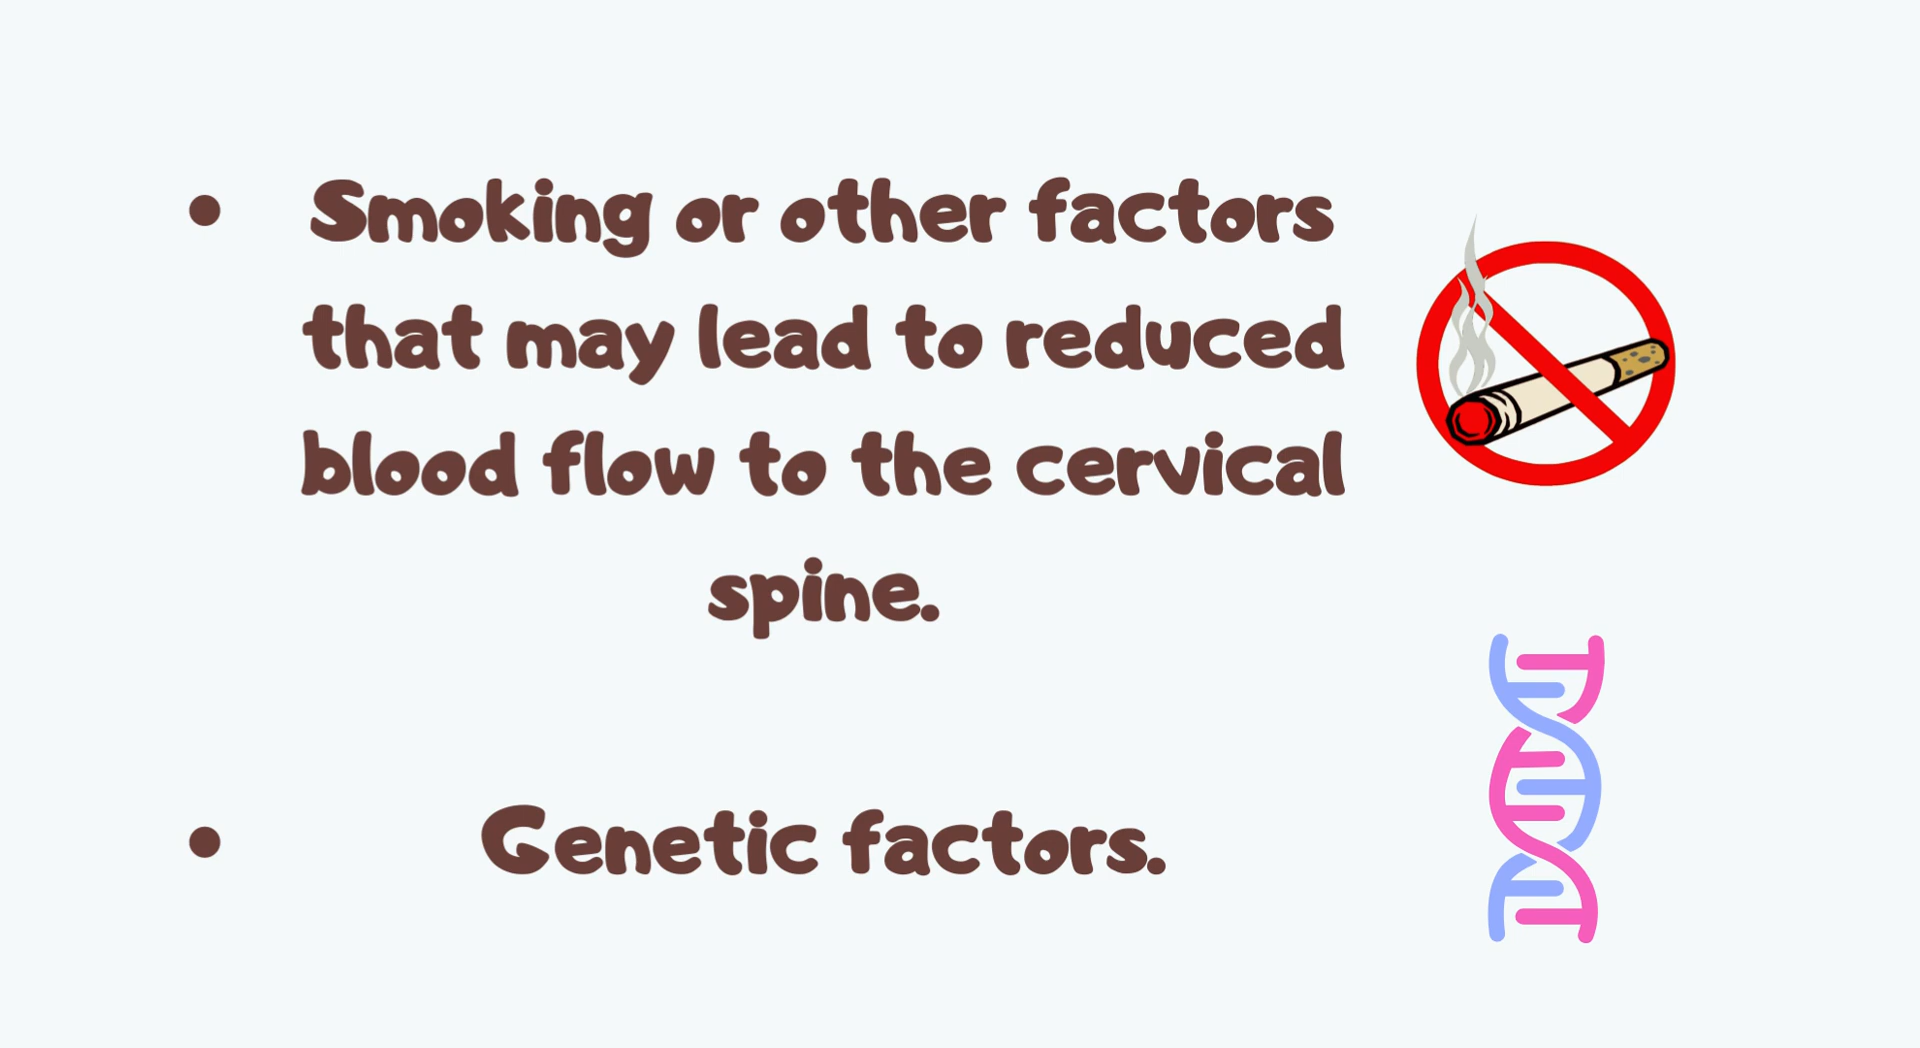 • Smoking or other factors
that may lead to reduced
blood flow to the cervical
spine.
• Genetic factors.